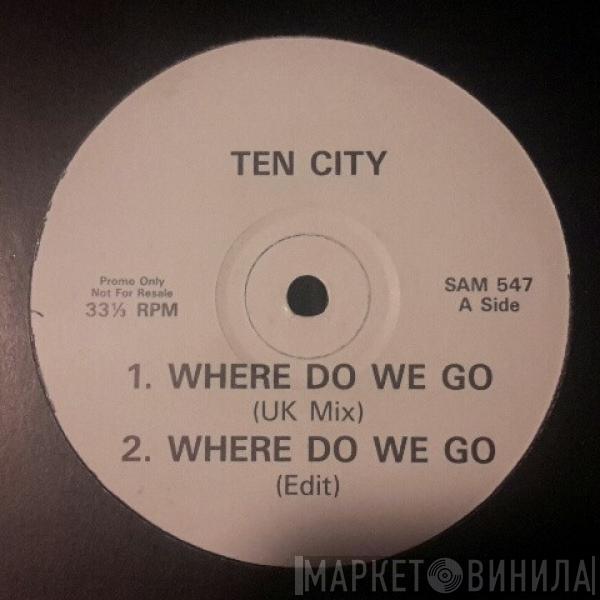 TEN CITY
Promo Only
Not For Resale
33⅓ RPM
SAM 547
A Side
1. WHERE DO WE GO
(UK Mix)
2. WHERE DO WE GO
(Edit)
МАРКЕТ ВИНИЛА